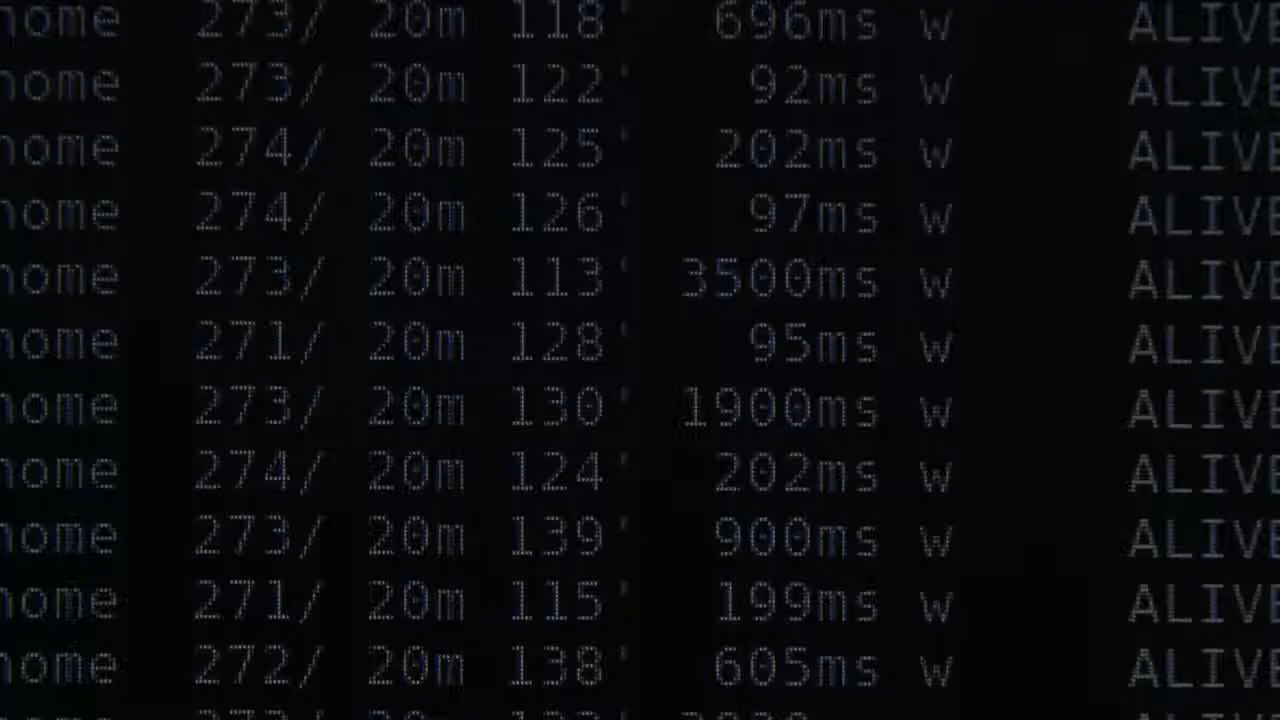 home 273/ 20m 118' 696ms w ALIVE
home 273/ 20m 122' 92ms w ALIVE
home 274/ 20m 125' 202ms w ALIVE
home 274/ 20m 126' 97ms w ALIVE
home 273/ 20m 113' 3500ms w ALIVE
home 271/ 20m 128' 95ms w ALIVE
home 273/ 20m 130' 1900ms w ALIVE
home 274/ 20m 124' 202ms w ALIVE
home 273/ 20m 139' 900ms w ALIVE
home 271/ 20m 115' 199ms w ALIVE
home 272/ 20m 138' 605ms w ALIVE